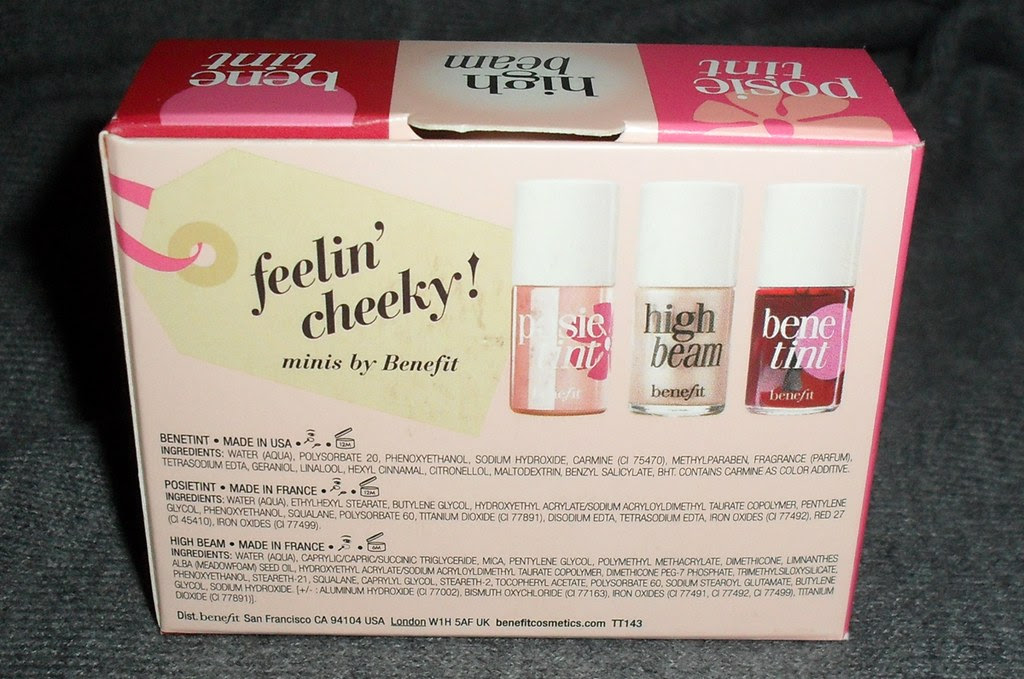 bene
tint
high
beam
posie
tint
feelin'
cheeky!
minis by Benefit
posie
tint
benefit
high
beam
benefit
bene
tint
benefit
BENETINT • MADE IN USA • • 12M
INGREDIENTS: WATER (AQUA), POLYSORBATE 20, PHENOXYETHANOL, SODIUM HYDROXIDE, CARMINE (CI 75470), METHYLPARABEN, FRAGRANCE (PARFUM),
TETRASODIUM EDTA, GERANIOL, LINALOOL, HEXYL CINNAMAL, CITRONELLOL, MALTODEXTRIN, BENZYL SALICYLATE, BHT. CONTAINS CARMINE AS COLOR ADDITIVE.
POSIETINT • MADE IN FRANCE • • 12M
INGREDIENTS: WATER (AQUA), ETHYLHEXYL STEARATE, BUTYLENE GLYCOL, HYDROXYETHYL ACRYLATE/SODIUM ACRYLOYLDIMETHYL TAURATE COPOLYMER, PENTYLENE
GLYCOL, PHENOXYETHANOL, SQUALANE, POLYSORBATE 60, TITANIUM DIOXIDE (CI 77891), DISODIUM EDTA, TETRASODIUM EDTA, IRON OXIDES (CI 77492), RED 27
(CI 45410), IRON OXIDES (CI 77499).
HIGH BEAM • MADE IN FRANCE • • 6M
INGREDIENTS: WATER (AQUA), CAPRYLIC/CAPRIC/SUCCINIC TRIGLYCERIDE, MICA, PENTYLENE GLYCOL, POLYMETHYL METHACRYLATE, DIMETHICONE, LIMNANTHES
ALBA (MEADOWFOAM) SEED OIL, HYDROXYETHYL ACRYLATE/SODIUM ACRYLOYLDIMETHYL TAURATE COPOLYMER, DIMETHICONE PEG-7 PHOSPHATE, TRIMETHYLSILOXYSILICATE,
PHENOXYETHANOL, STEARETH-21, SQUALANE, CAPRYLYL GLYCOL, STEARETH-2, TOCOPHERYL ACETATE, POLYSORBATE 60, SODIUM STEAROYL GLUTAMATE, BUTYLENE
GLYCOL, SODIUM HYDROXIDE. [+/- : ALUMINUM HYDROXIDE (CI 77002), BISMUTH OXYCHLORIDE (CI 77163), IRON OXIDES (CI 77491, CI 77492, CI 77499), TITANIUM
DIOXIDE (CI 77891)].
Dist. benefit San Francisco CA 94104 USA London W1H 5AF UK benefitcosmetics.com TT143